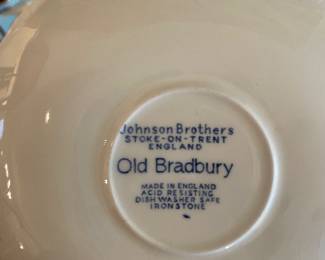 Johnson Brothers
STOKE-ON-TRENT
ENGLAND
Old Bradbury
MADE IN ENGLAND
ACID RESISTING
DISH WASHER SAFE
IRONSTONE